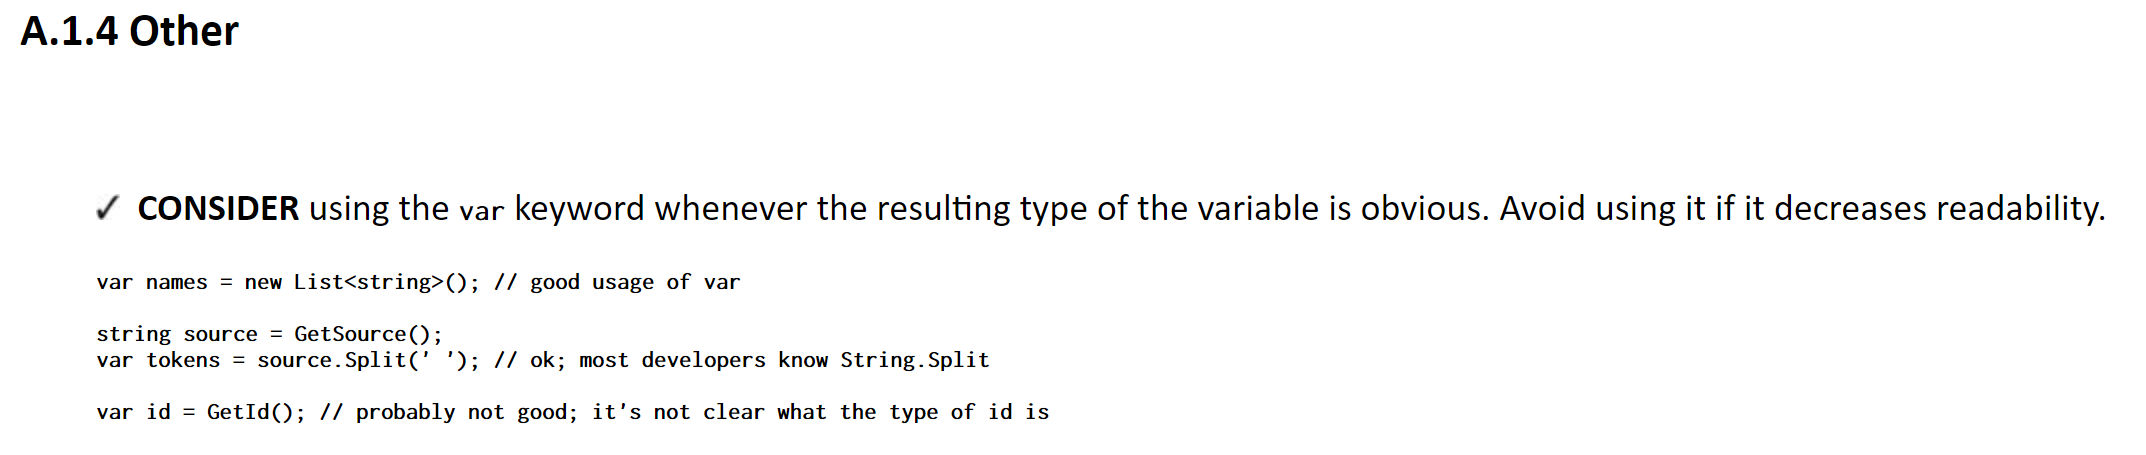 A.1.4 Other
✓ CONSIDER using the var keyword whenever the resulting type of the variable is obvious. Avoid using it if it decreases readability.
var names = new List<string>(); // good usage of var
string source = GetSource();
var tokens = source.Split(' '); // ok; most developers know String.Split
var id = GetId(); // probably not good; it's not clear what the type of id is